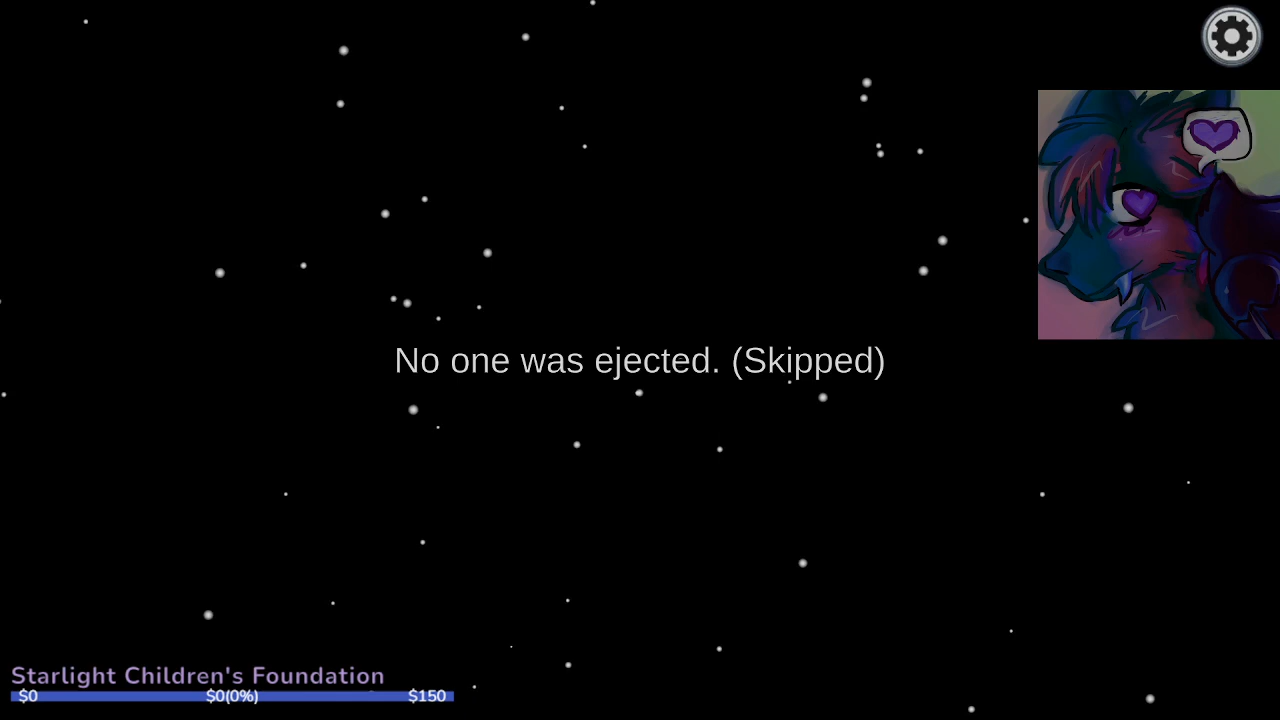 No one was ejected. (Skipped)
Starlight Children's Foundation
$0 $0(0%) $150